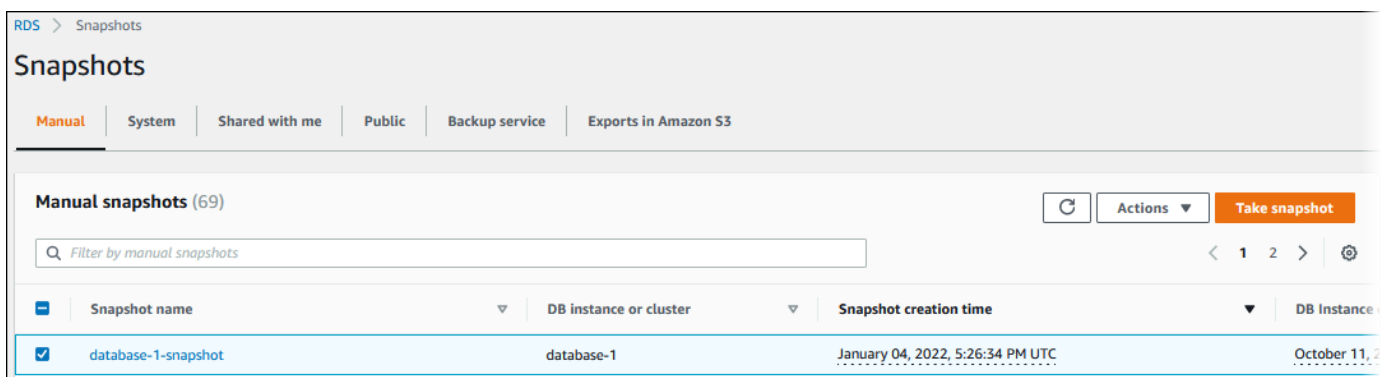 RDS > Snapshots
Snapshots
Manual System Shared with me Public Backup service Exports in Amazon S3
Manual snapshots (69) Actions Take snapshot
Filter by manual snapshots 1 2
Snapshot name DB instance or cluster Snapshot creation time DB Instance
database-1-snapshot database-1 January 04, 2022, 5:26:34 PM UTC October 11,